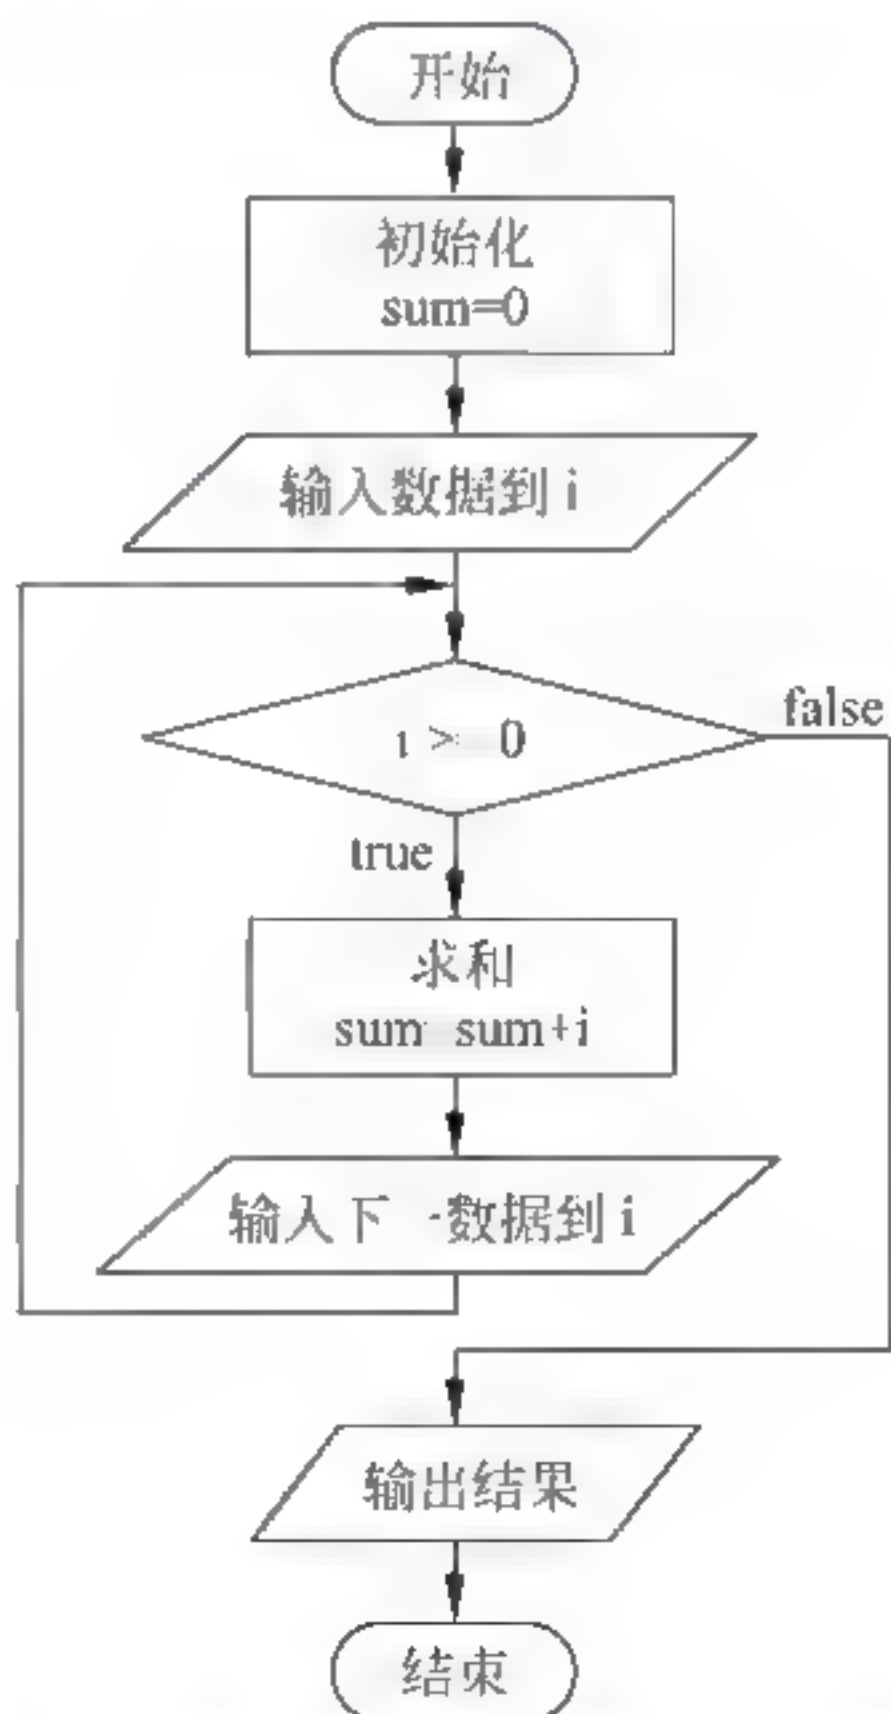 开始
初始化
sum=0
输入数据到 i
false
i > 0
true
求和
sum sum+i
输入下一数据到 i
输出结果
结束